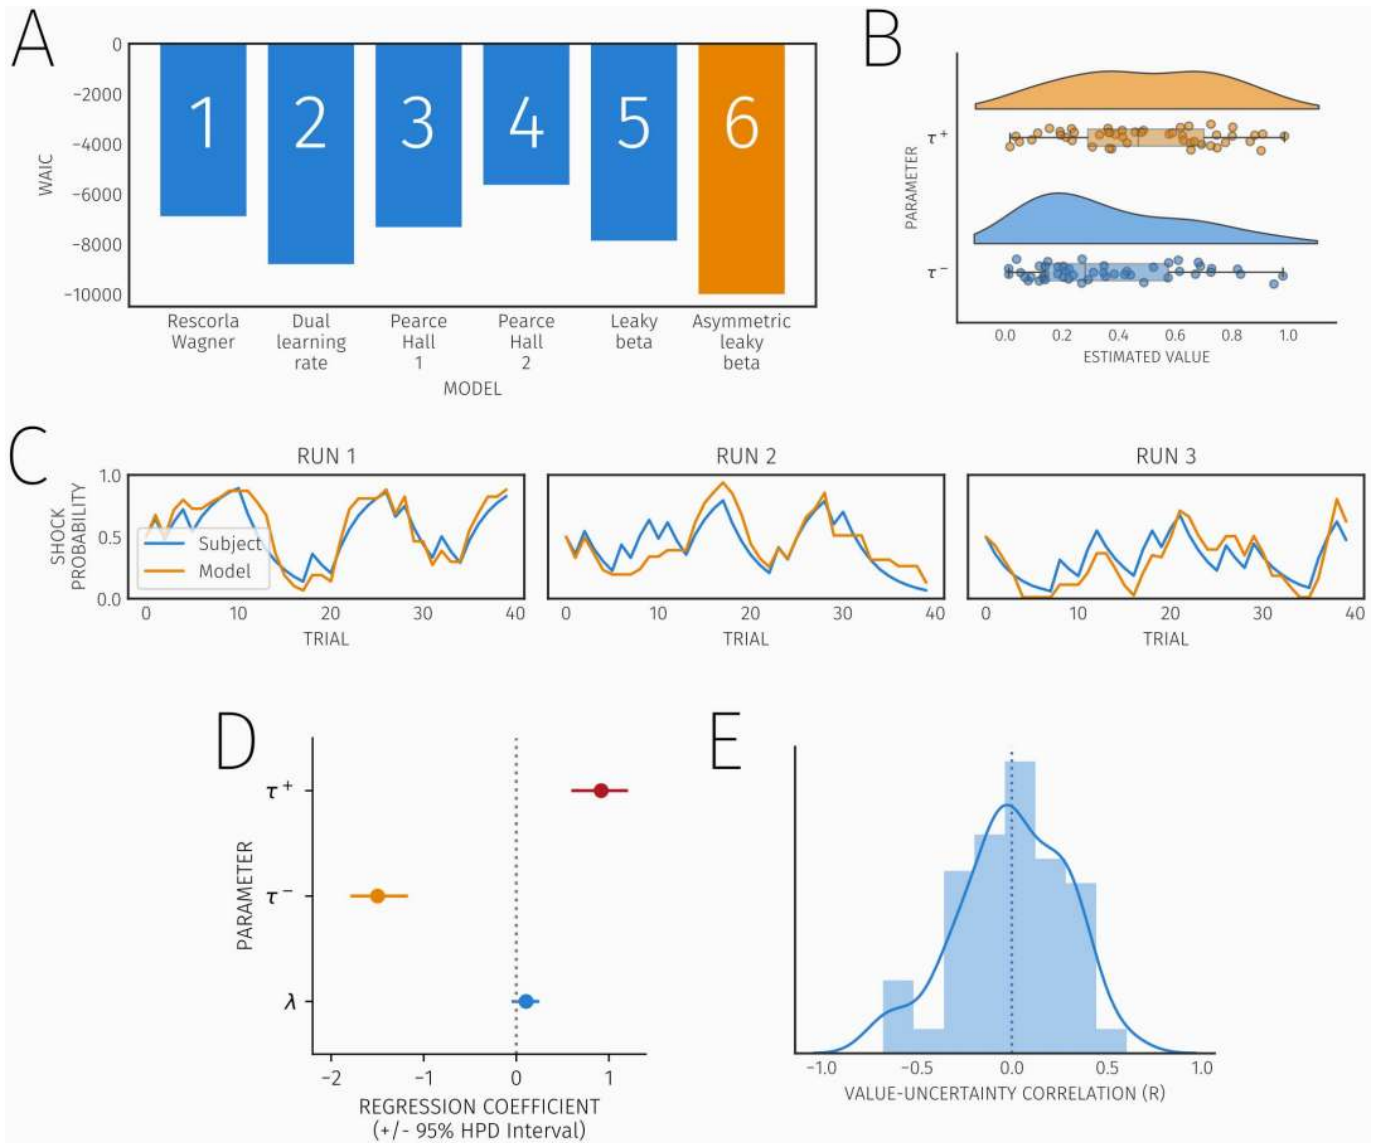 A
0
−2000
−4000
−6000
−8000
−10000
WAIC
1
2
3
4
5
6
Rescorla
Wagner
Dual
learning
rate
Pearce
Hall
1
Pearce
Hall
2
Leaky
beta
Asymmetric
leaky
beta
MODEL
B
PARAMETER
τ+
τ−
0.0 0.2 0.4 0.6 0.8 1.0
ESTIMATED VALUE
C
RUN 1
RUN 2
RUN 3
SHOCK
PROBABILITY
1.0
0.5
0.0
Subject
Model
0 10 20 30 40
TRIAL
0 10 20 30 40
TRIAL
0 10 20 30 40
TRIAL
D
PARAMETER
τ+
τ−
λ
−2 −1 0 1
REGRESSION COEFFICIENT
(+/- 95% HPD Interval)
E
−1.0 −0.5 0.0 0.5 1.0
VALUE-UNCERTAINTY CORRELATION (R)